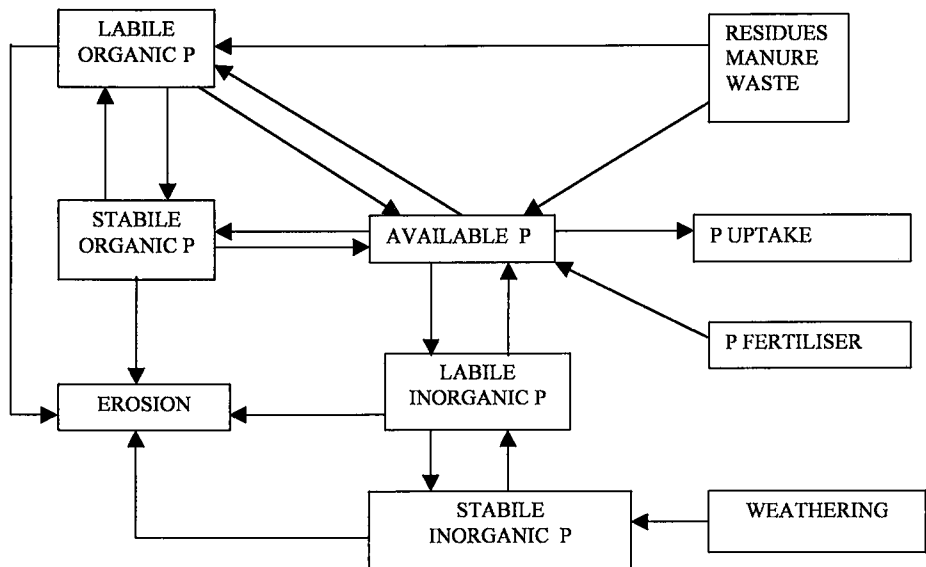 LABILE
ORGANIC P
RESIDUES
MANURE
WASTE
STABILE
ORGANIC P
AVAILABLE P
P UPTAKE
P FERTILISER
LABILE
INORGANIC P
EROSION
STABILE
INORGANIC P
WEATHERING